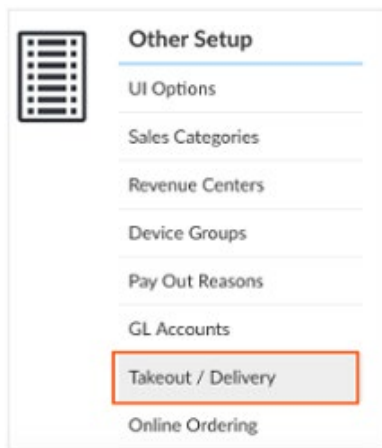 Other Setup
UI Options
Sales Categories
Revenue Centers
Device Groups
Pay Out Reasons
GL Accounts
Takeout / Delivery
Online Ordering